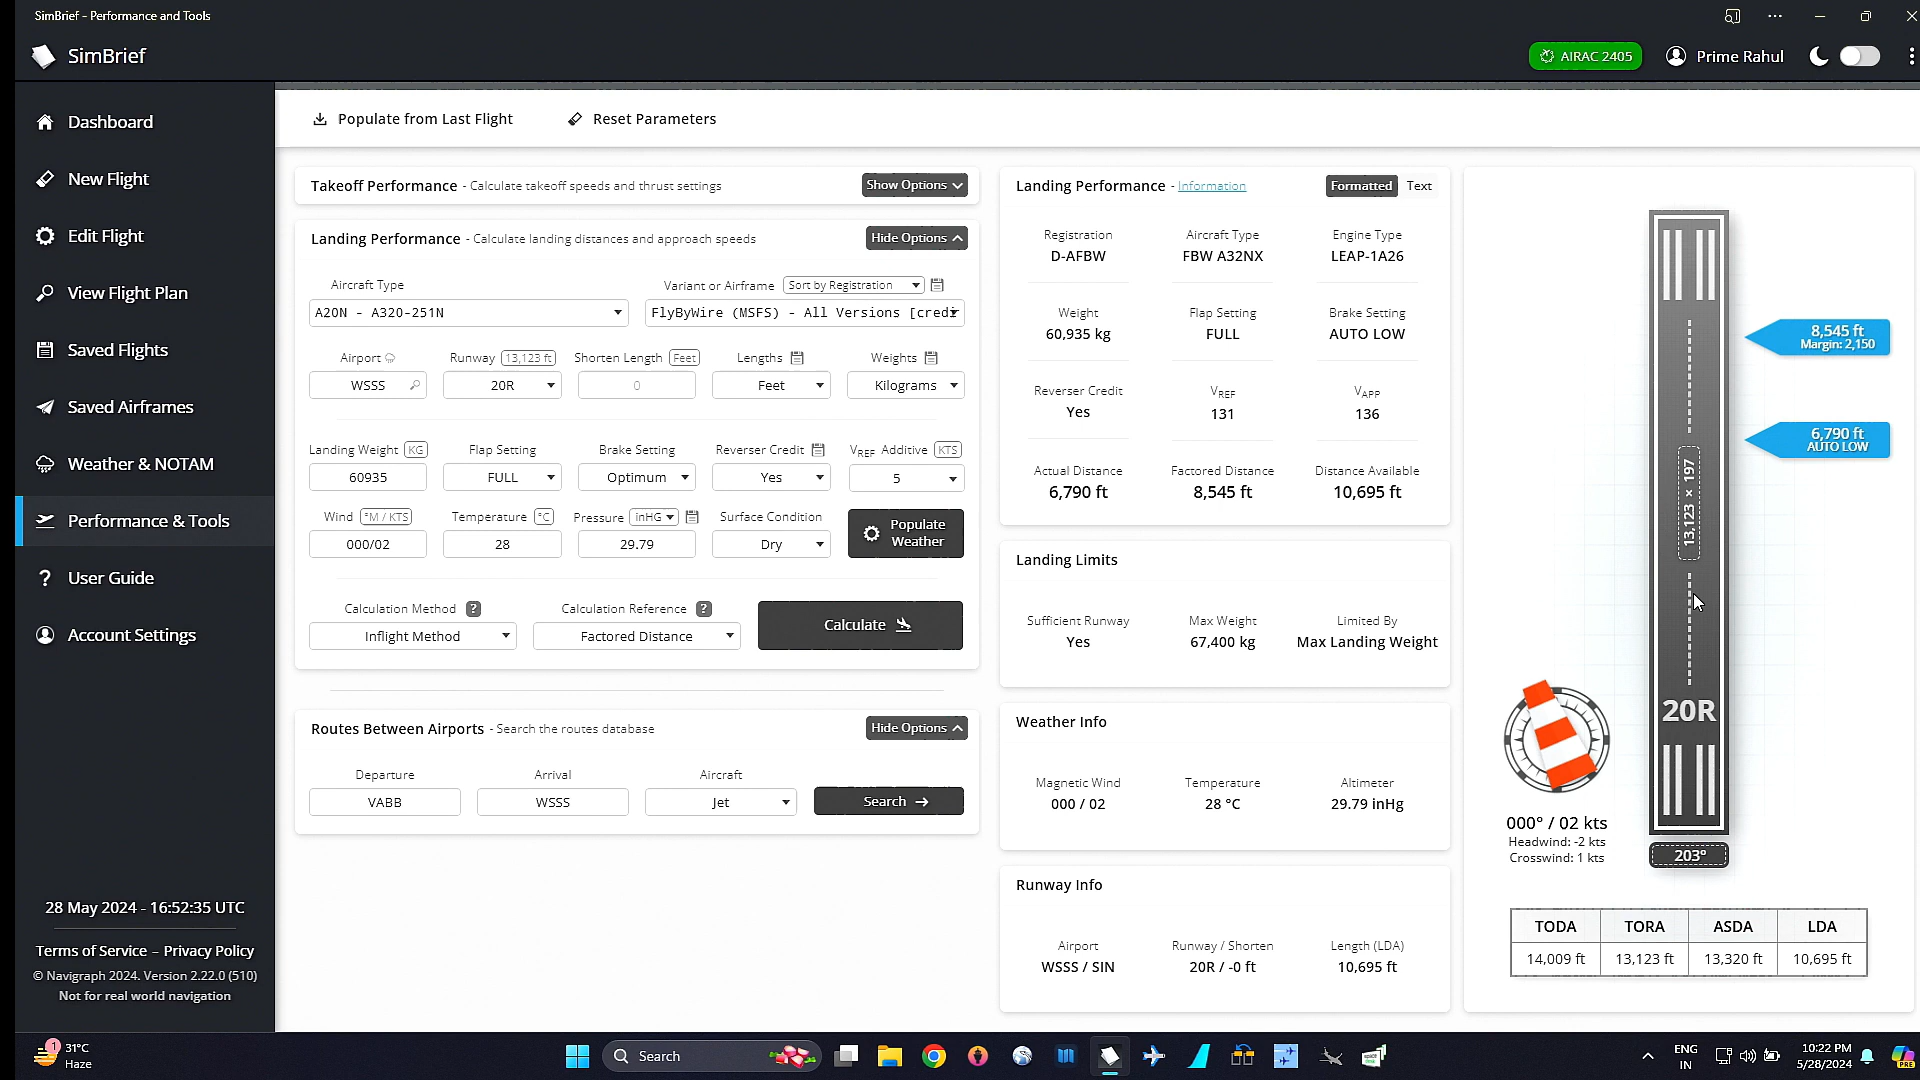 SimBrief - Performance and Tools
SimBrief
AIRAC 2405
Prime Rahul
Dashboard
New Flight
Edit Flight
View Flight Plan
Saved Flights
Saved Airframes
Weather & NOTAM
Performance & Tools
User Guide
Account Settings
28 May 2024 - 16:52:35 UTC
Terms of Service – Privacy Policy
© Navigraph 2024. Version 2.22.0 (510)
Not for real world navigation
Populate from Last Flight
Reset Parameters
Takeoff Performance - Calculate takeoff speeds and thrust settings
Show Options
Landing Performance - Calculate landing distances and approach speeds
Hide Options
Aircraft Type
Variant or Airframe Sort by Registration
A20N - A320-251N
FlyByWire (MSFS) - All Versions [credi
Airport Runway 13,123 ft Shorten Length Feet Lengths Weights
WSSS 20R 0 Feet Kilograms
Landing Weight KG Flap Setting Brake Setting Reverser Credit VREF Additive KTS
60935 FULL Optimum Yes 5
Wind °M / KTS Temperature °C Pressure inHG Surface Condition
000/02 28 29.79 Dry
Populate
Weather
Calculation Method ? Calculation Reference ?
Inflight Method Factored Distance
Calculate
Routes Between Airports - Search the routes database
Hide Options
Departure Arrival Aircraft
VABB WSSS Jet
Search
Landing Performance - Information
Formatted Text
Registration Aircraft Type Engine Type
D-AFBW FBW A32NX LEAP-1A26
Weight Flap Setting Brake Setting
60,935 kg FULL AUTO LOW
Reverser Credit VREF VAPP
Yes 131 136
Actual Distance Factored Distance Distance Available
6,790 ft 8,545 ft 10,695 ft
Landing Limits
Sufficient Runway Max Weight Limited By
Yes 67,400 kg Max Landing Weight
Weather Info
Magnetic Wind Temperature Altimeter
000 / 02 28 °C 29.79 inHg
Runway Info
Airport Runway / Shorten Length (LDA)
WSSS / SIN 20R / -0 ft 10,695 ft
8,545 ft
Margin: 2,150
6,790 ft
AUTO LOW
13,123 × 197
20R
203°
000° / 02 kts
Headwind: -2 kts
Crosswind: 1 kts
TODA TORA ASDA LDA
14,009 ft 13,123 ft 13,320 ft 10,695 ft
1
31°C
Haze
Search
ENG
IN
10:22 PM
5/28/2024
PRE